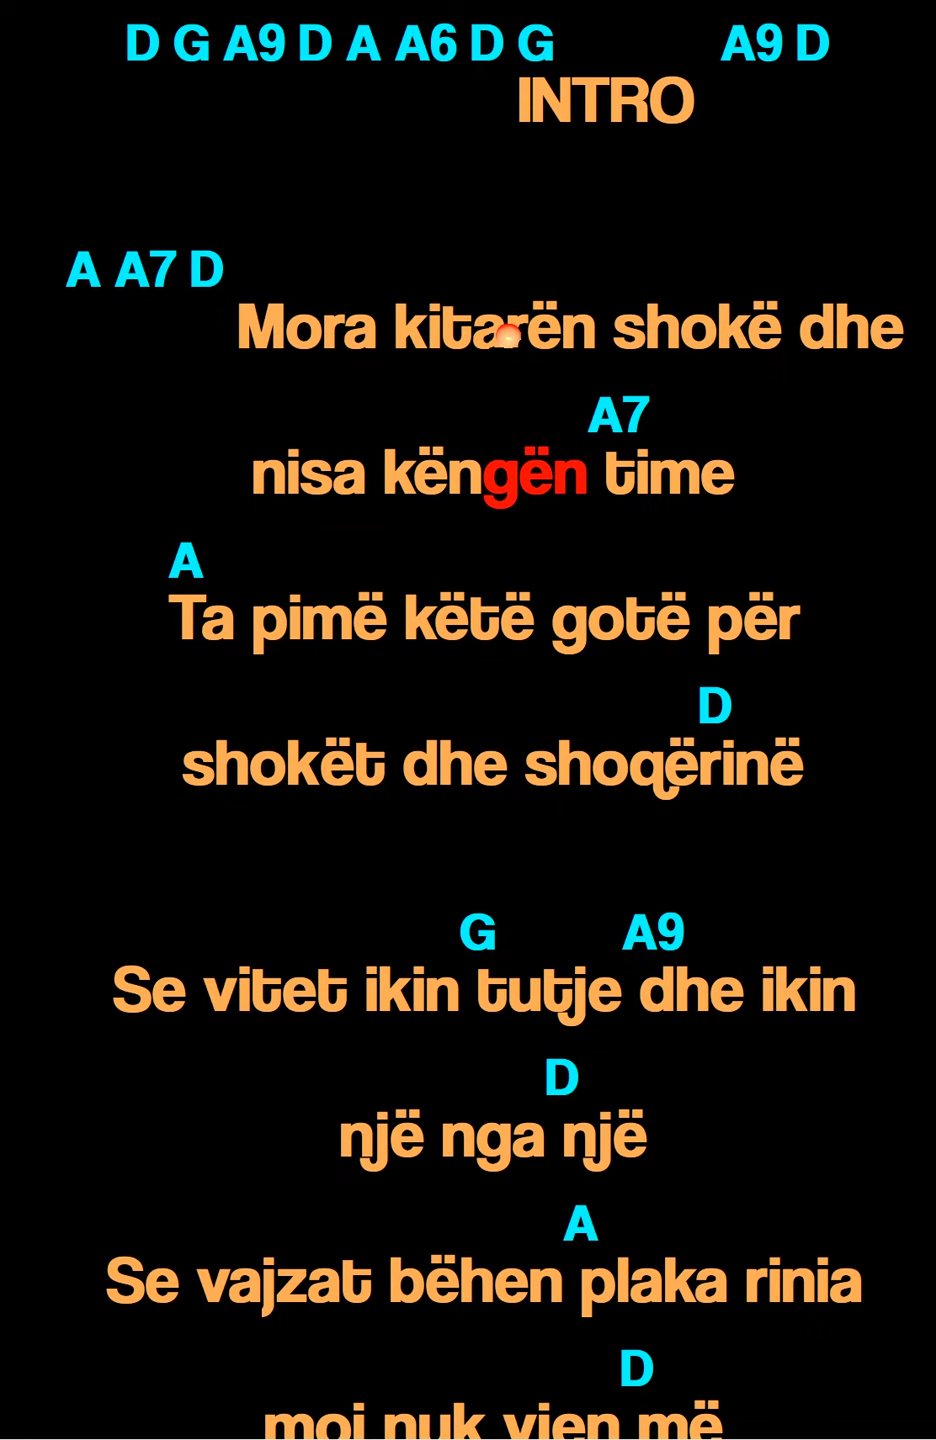 D G A9 D A A6 D G A9 D
INTRO
A A7 D
Mora kitarën shokë dhe
A7
nisa këngën time
A
Ta pimë këtë gotë për
D
shokët dhe shoqërinë
G A9
Se vitet ikin tutje dhe ikin
D
një nga një
A
Se vajzat bëhen plaka rinia
D
moj nuk vjen më